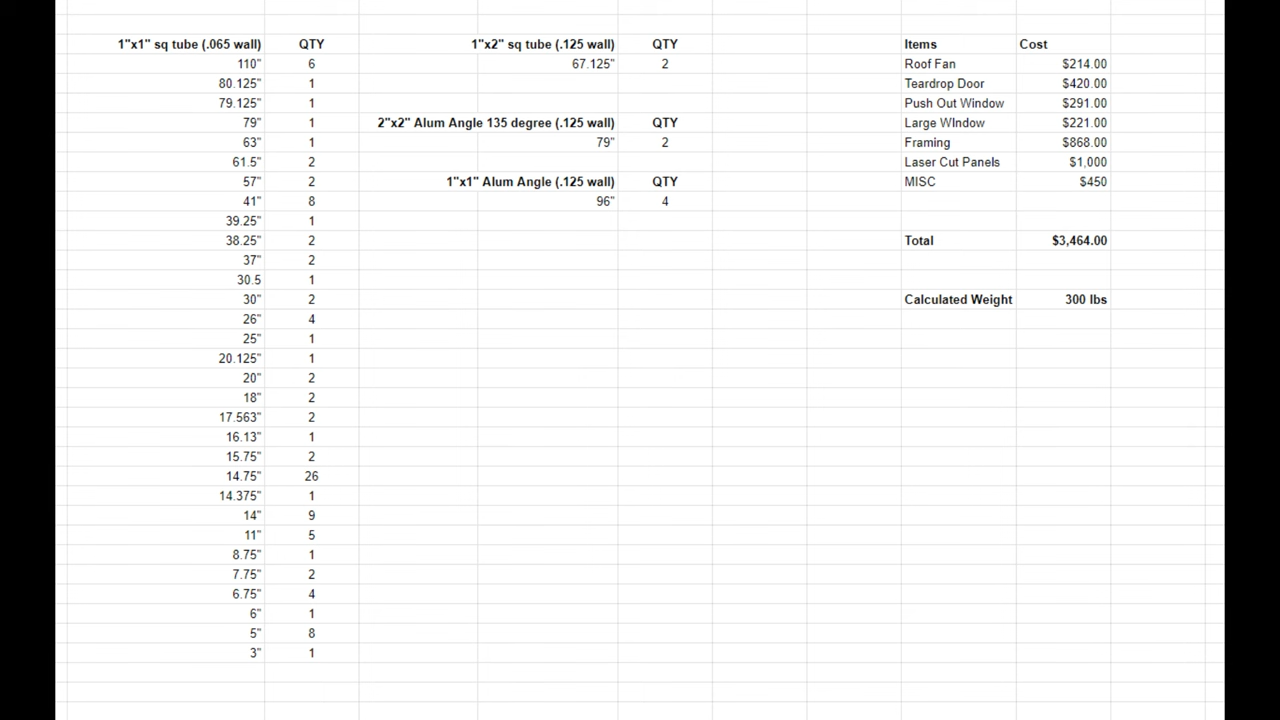 1"x1" sq tube (.065 wall) QTY 1"x2" sq tube (.125 wall) QTY Items Cost
110" 6 67.125" 2 Roof Fan $214.00
80.125" 1 Teardrop Door $420.00
79.125" 1 Push Out Window $291.00
79" 1 2"x2" Alum Angle 135 degree (.125 wall) QTY Large WIndow $221.00
63" 1 79" 2 Framing $868.00
61.5" 2 Laser Cut Panels $1,000
57" 2 1"x1" Alum Angle (.125 wall) QTY MISC $450
41" 8 96" 4
39.25" 1
38.25" 2 Total $3,464.00
37" 2
30.5 1
30" 2 Calculated Weight 300 lbs
26" 4
25" 1
20.125" 1
20" 2
18" 2
17.563" 2
16.13" 1
15.75" 2
14.75" 26
14.375" 1
14" 9
11" 5
8.75" 1
7.75" 2
6.75" 4
6" 1
5" 8
3" 1